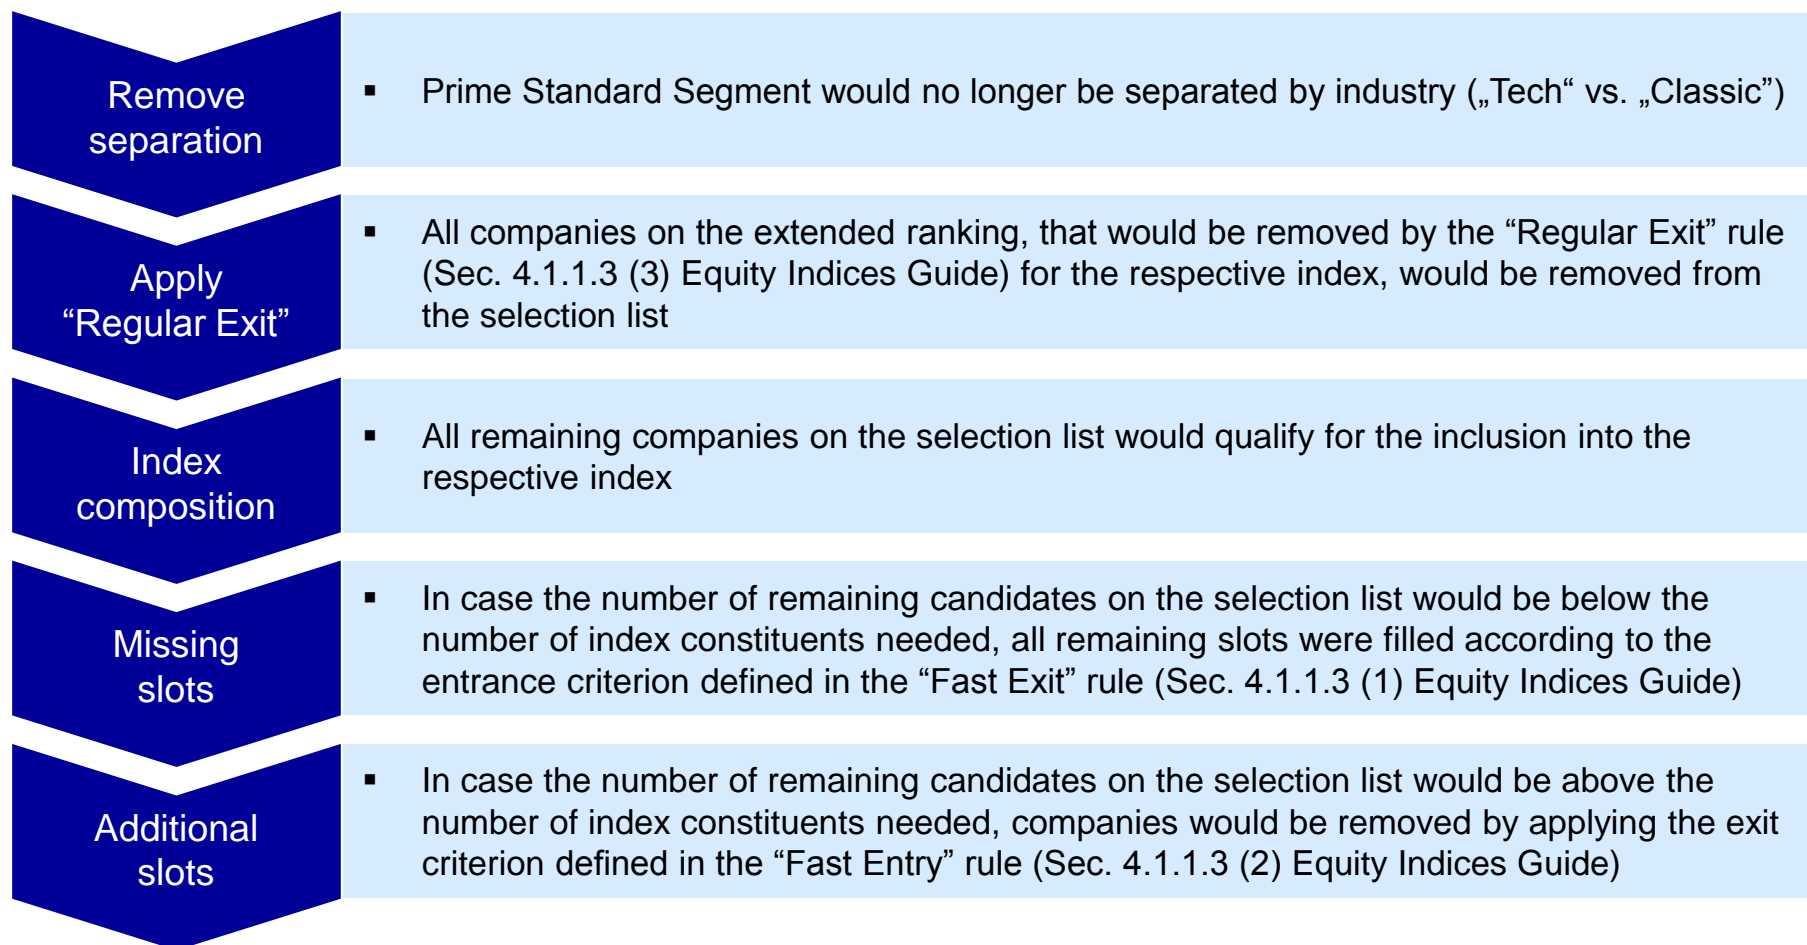 Remove
separation
▪ Prime Standard Segment would no longer be separated by industry („Tech“ vs. „Classic”)
Apply
“Regular Exit”
▪ All companies on the extended ranking, that would be removed by the “Regular Exit” rule
(Sec. 4.1.1.3 (3) Equity Indices Guide) for the respective index, would be removed from
the selection list
Index
composition
▪ All remaining companies on the selection list would qualify for the inclusion into the
respective index
Missing
slots
▪ In case the number of remaining candidates on the selection list would be below the
number of index constituents needed, all remaining slots were filled according to the
entrance criterion defined in the “Fast Exit” rule (Sec. 4.1.1.3 (1) Equity Indices Guide)
Additional
slots
▪ In case the number of remaining candidates on the selection list would be above the
number of index constituents needed, companies would be removed by applying the exit
criterion defined in the “Fast Entry” rule (Sec. 4.1.1.3 (2) Equity Indices Guide)